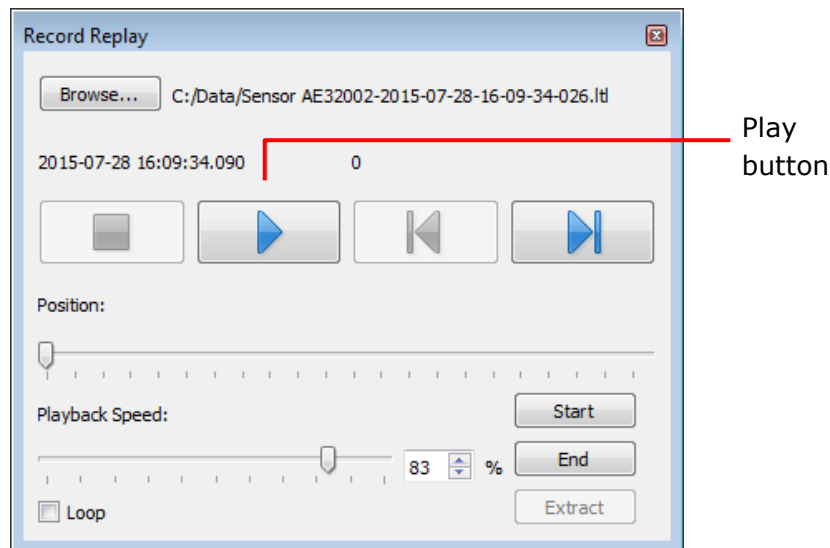 Record Replay
Browse... C:/Data/Sensor AE32002-2015-07-28-16-09-34-026.ltl
Play
button
2015-07-28 16:09:34.090 0
Position:
Playback Speed:
Start
83 %
End
Loop
Extract